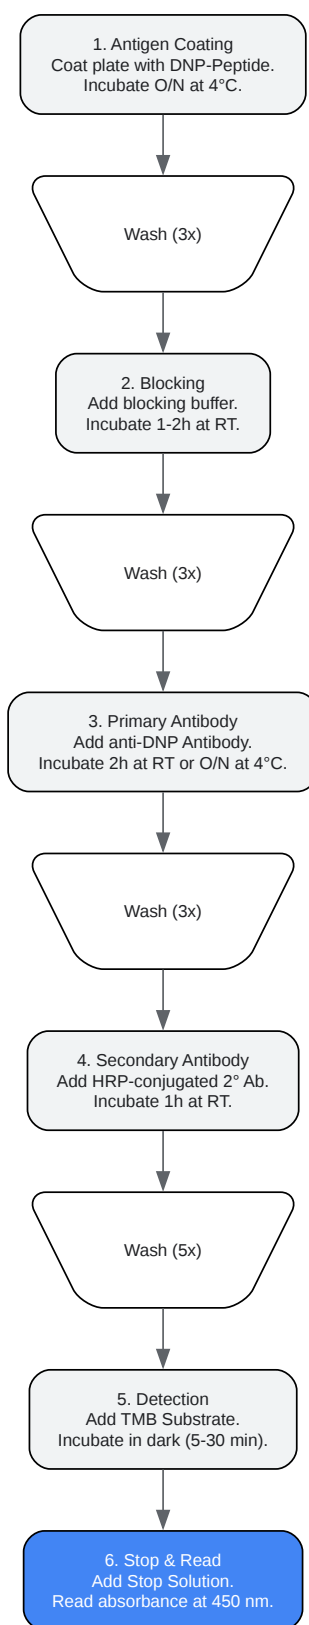 1. Antigen Coating
Coat plate with DNP-Peptide.
Incubate O/N at 4°C.
Wash (3x)
2. Blocking
Add blocking buffer.
Incubate 1-2h at RT.
Wash (3x)
3. Primary Antibody
Add anti-DNP Antibody.
Incubate 2h at RT or O/N at 4°C.
Wash (3x)
4. Secondary Antibody
Add HRP-conjugated 2° Ab.
Incubate 1h at RT.
Wash (5x)
5. Detection
Add TMB Substrate.
Incubate in dark (5-30 min).
6. Stop & Read
Add Stop Solution.
Read absorbance at 450 nm.